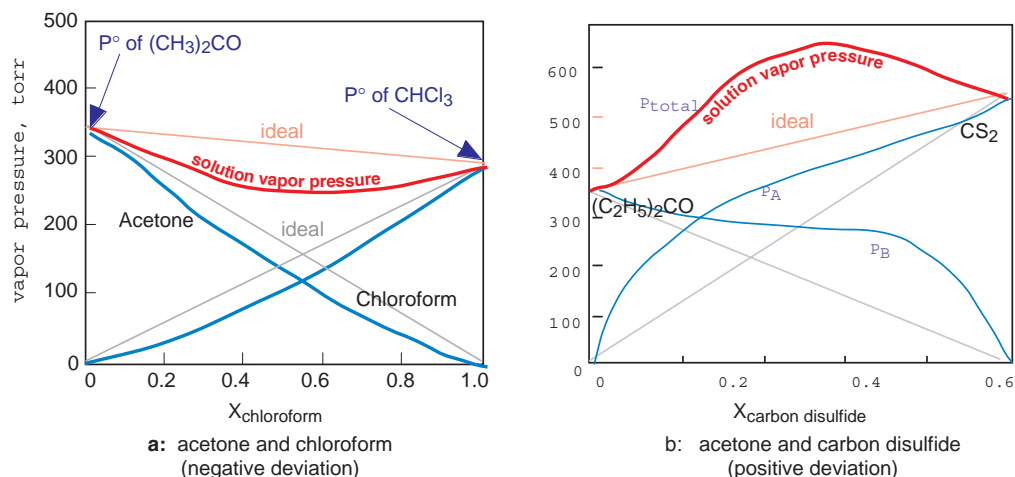 500
400
300
200
100
0
vapor pressure, torr
P° of (CH3)2CO
P° of CHCl3
ideal
solution vapor pressure
Acetone
ideal
Chloroform
0 0.2 0.4 0.6 0.8 1.0
Xchloroform
a: acetone and chloroform
(negative deviation)
600
500
400
300
200
100
0
Ptotal
solution vapor pressure
ideal
CS2
PA
(C2H5)2CO
PB
0 0.2 0.4 0.6
Xcarbon disulfide
b: acetone and carbon disulfide
(positive deviation)